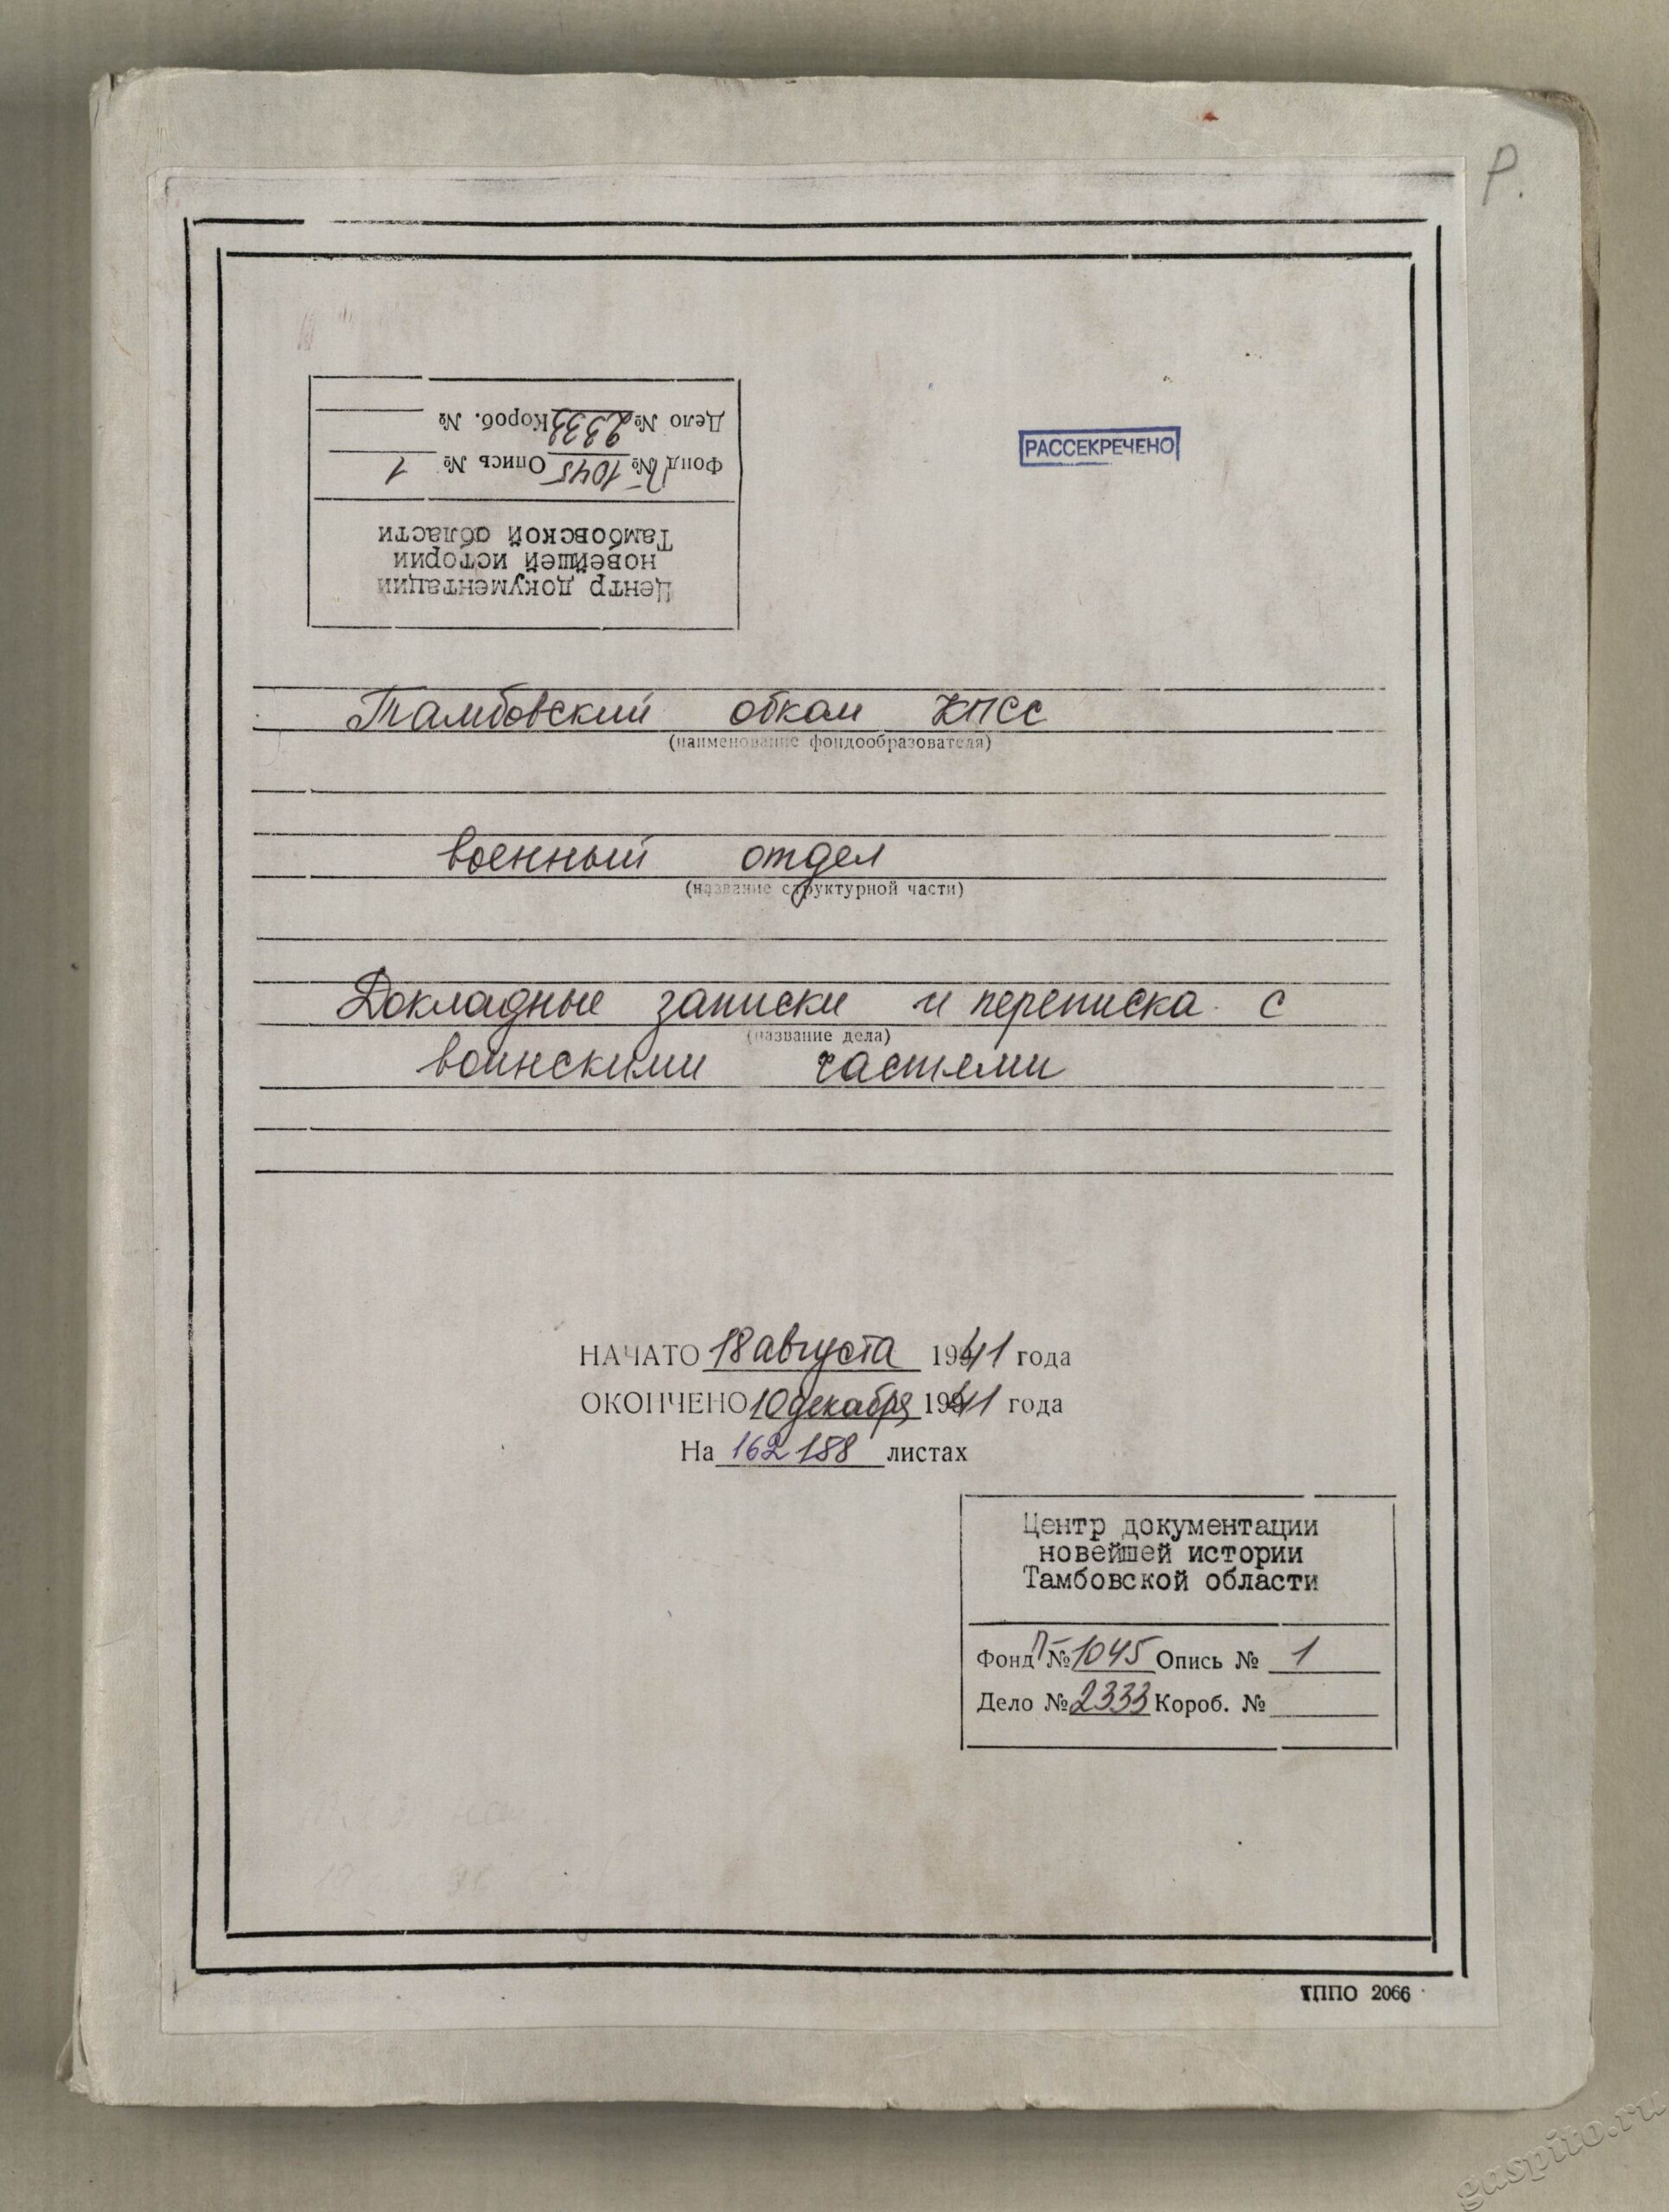 Р.
Дело № 2333 Короб. №
Фонд П-№ 1045 Опись № 1
Центр документации
новейшей истории
Тамбовской области
РАССЕКРЕЧЕНО
Тамбовский обком КПСС
(наименование фондообразователя)
военный отдел
(название структурной части)
Докладные записки и переписка с
(название дела)
воинскими частями
НАЧАТО 18 августа 1941 года
ОКОНЧЕНО 10 декабря 1941 года
На 162 188 листах
Центр документации
новейшей истории
Тамбовской области
Фонд П-№ 1045 Опись № 1
Дело № 2333 Короб. №
ТППО 2066
gaspito.ru